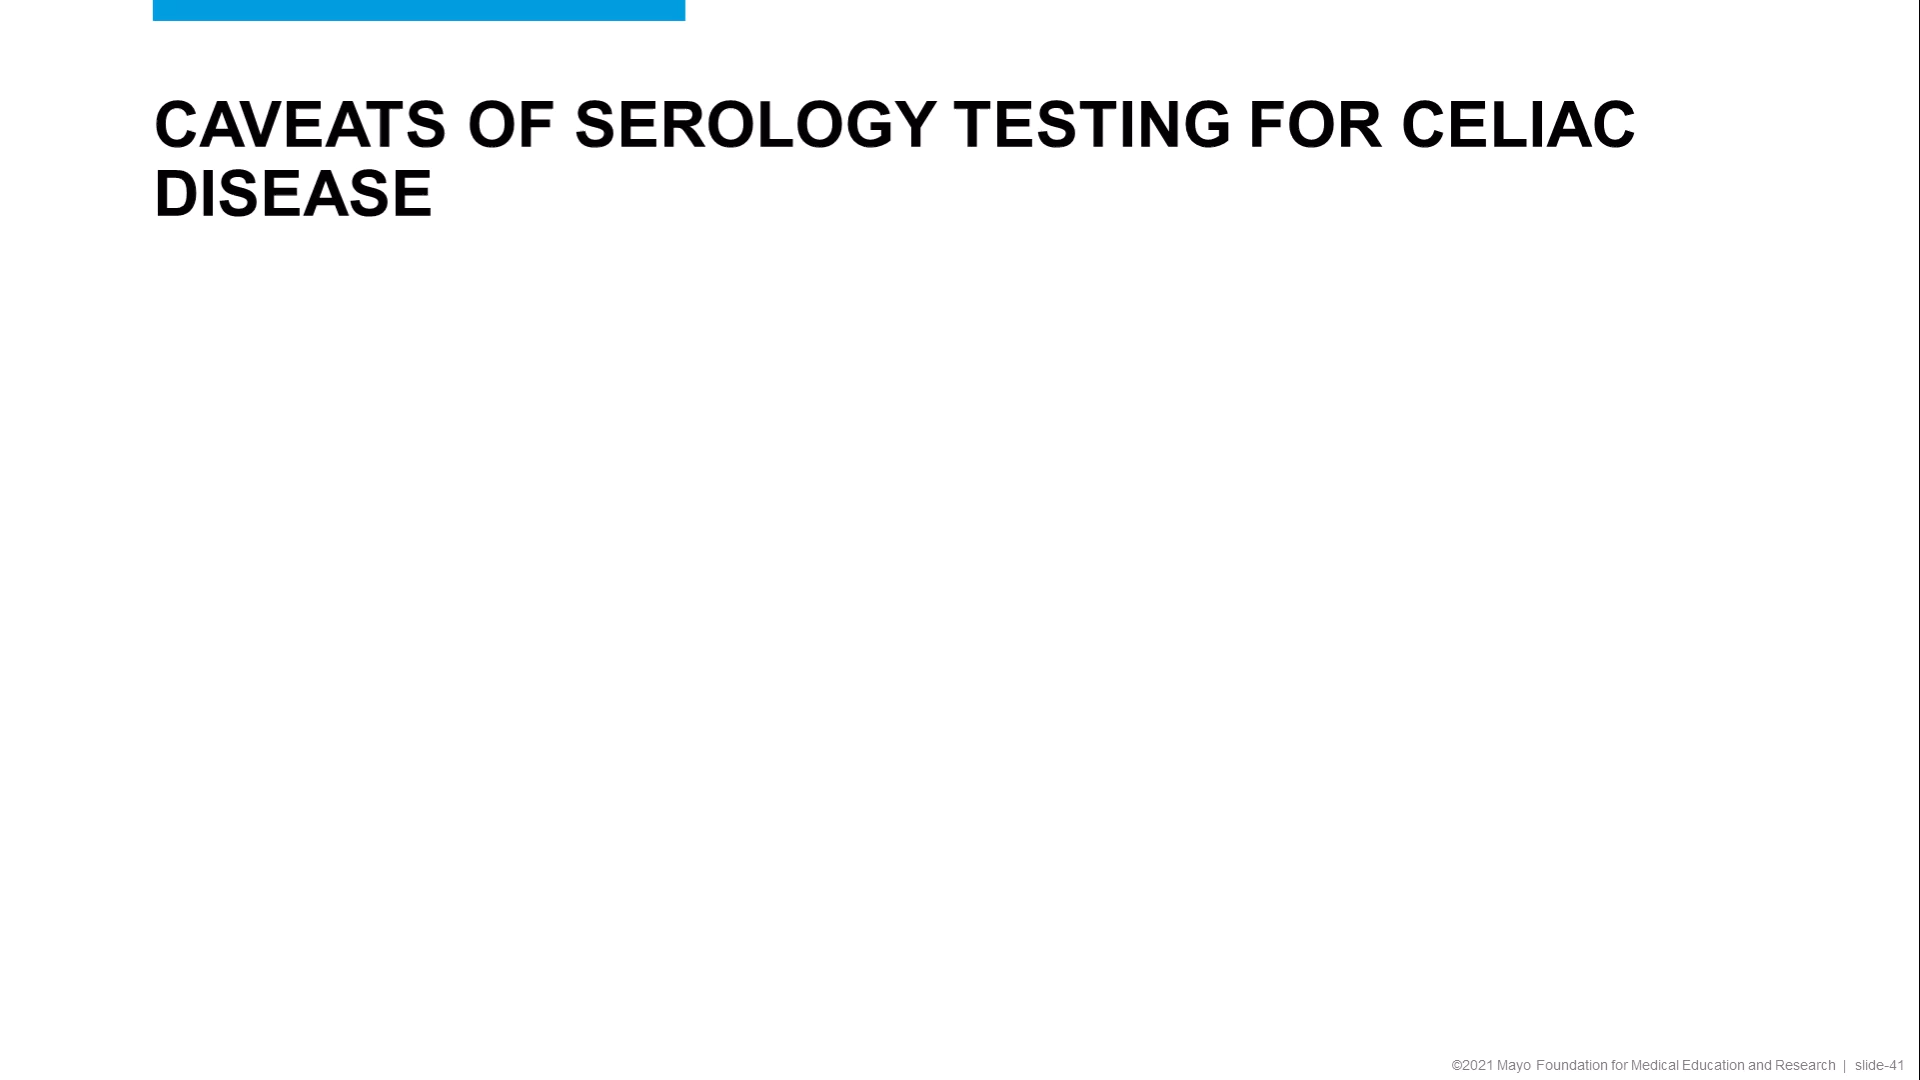 CAVEATS OF SEROLOGY TESTING FOR CELIAC
DISEASE
©2021 Mayo Foundation for Medical Education and Research | slide-41